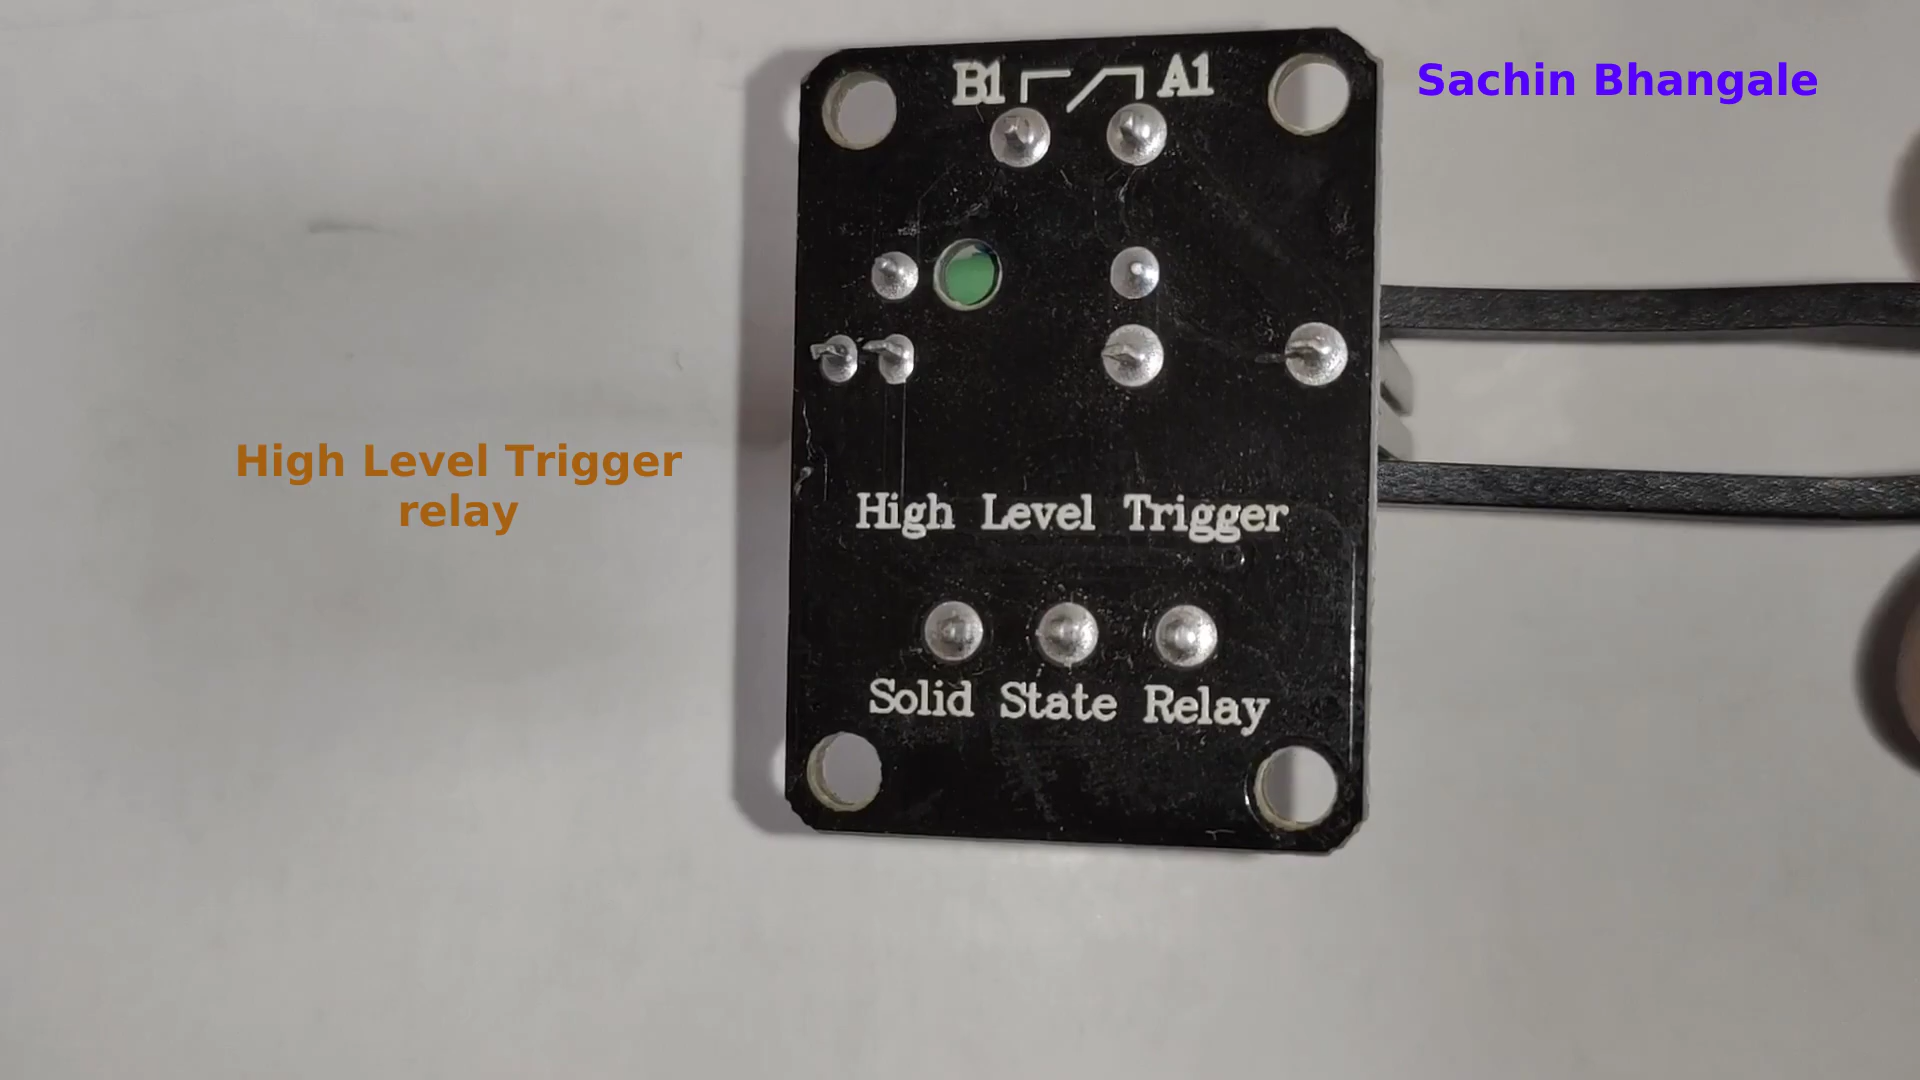 B1 A1
Sachin Bhangale
High Level Trigger
relay
High Level Trigger
Solid State Relay